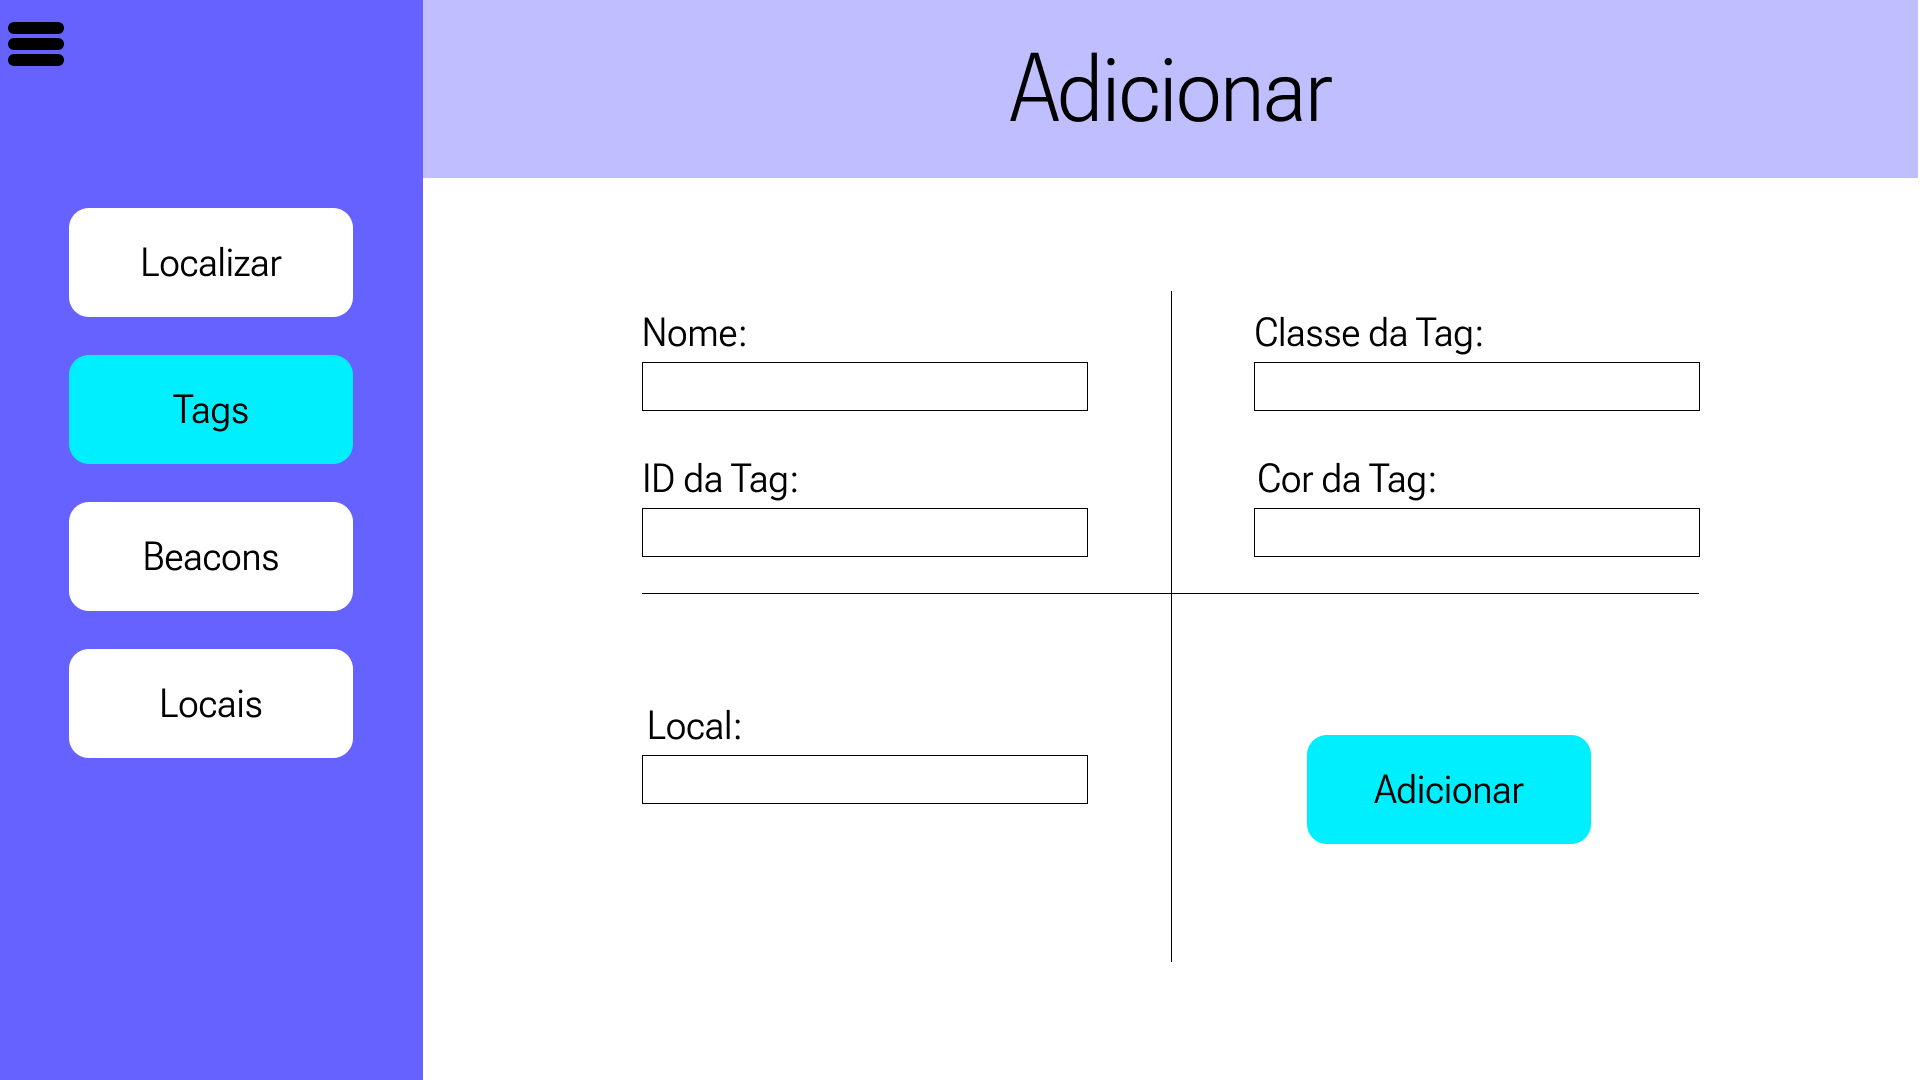 Adicionar
Localizar
Tags
Beacons
Locais
Nome:
Classe da Tag:
ID da Tag:
Cor da Tag:
Local:
Adicionar